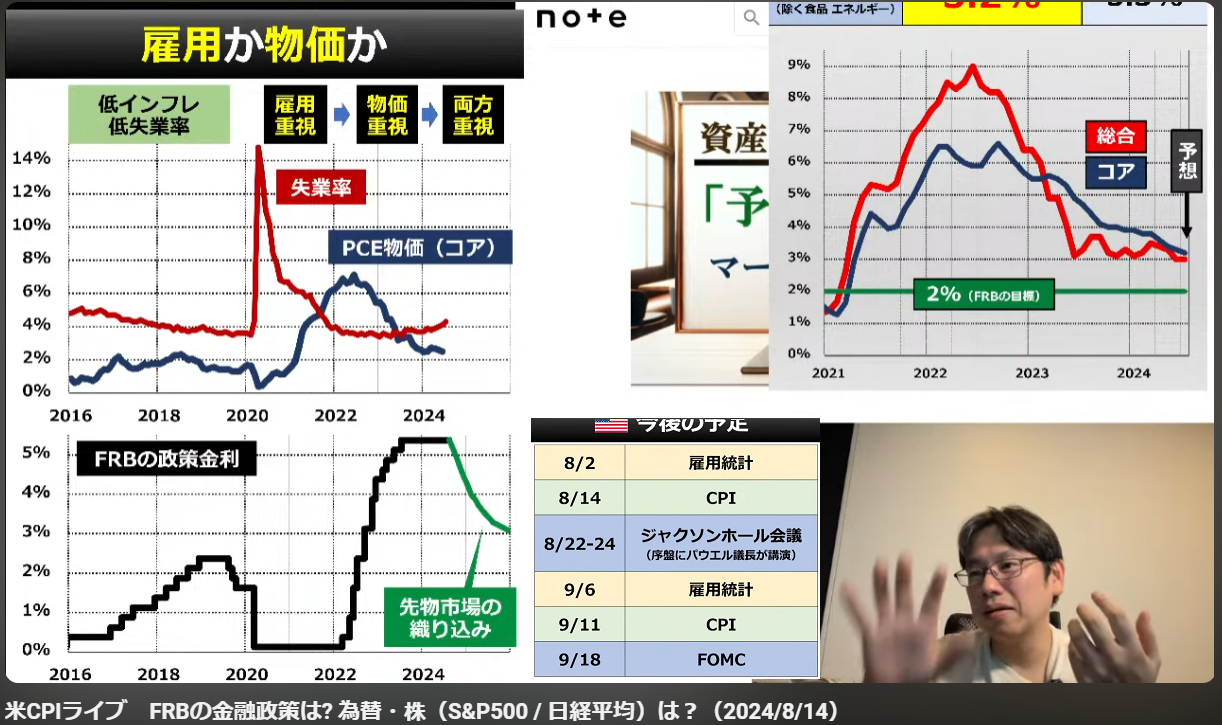 雇用か物価か
低インフレ
低失業率
雇用
重視
物価
重視
両方
重視
14%
12%
10%
8%
6%
4%
2%
0%
失業率
PCE物価（コア）
2016
2018
2020
2022
2024
FRBの政策金利
5%
4%
3%
2%
1%
0%
先物市場の
織り込み
2016
2018
2020
2022
2024
note
資産
「予
マー
（除く食品 エネルギー）
9%
8%
7%
6%
5%
4%
3%
2%
1%
0%
総合
コア
予想
2%（FRBの目標）
2021
2022
2023
2024
今後の予定
8/2 雇用統計
8/14 CPI
8/22-24 ジャクソンホール会議
（序盤にパウエル議長が講演）
9/6 雇用統計
9/11 CPI
9/18 FOMC
米CPIライブ　FRBの金融政策は? 為替・株（S&P500 / 日経平均）は？（2024/8/14）